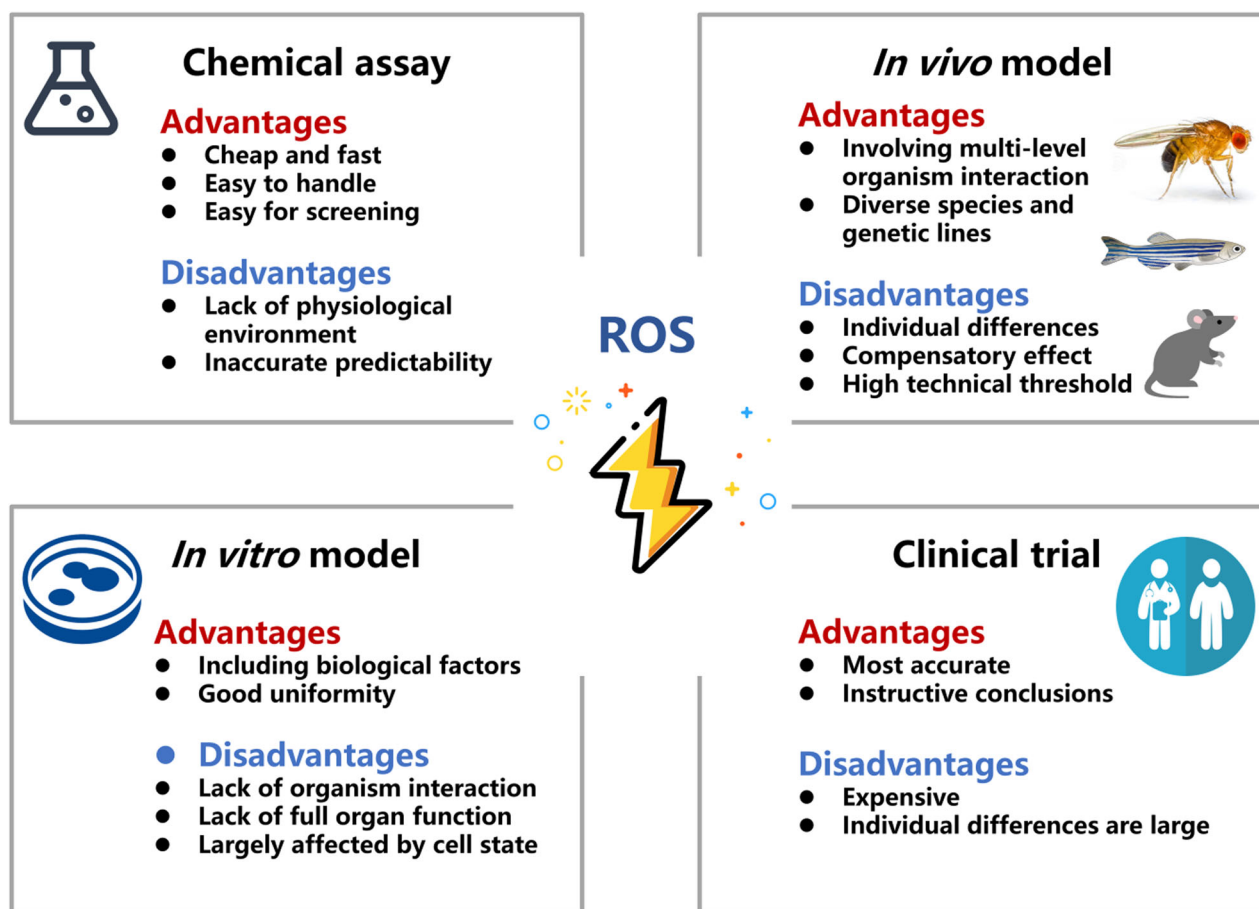 Chemical assay
Advantages
● Cheap and fast
● Easy to handle
● Easy for screening
Disadvantages
● Lack of physiological
environment
● Inaccurate predictability
In vivo model
Advantages
● Involving multi-level
organism interaction
● Diverse species and
genetic lines
Disadvantages
● Individual differences
● Compensatory effect
● High technical threshold
ROS
In vitro model
Advantages
● Including biological factors
● Good uniformity
● Disadvantages
● Lack of organism interaction
● Lack of full organ function
● Largely affected by cell state
Clinical trial
Advantages
● Most accurate
● Instructive conclusions
Disadvantages
● Expensive
● Individual differences are large